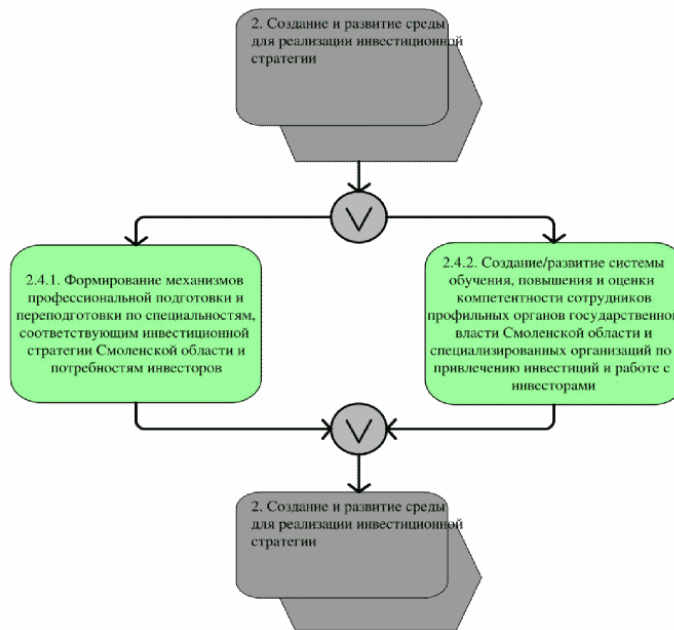 2. Создание и развитие среды
для реализации инвестиционной
стратегии
2.4.1. Формирование механизмов
профессиональной подготовки и
переподготовки по специальностям,
соответствующим инвестиционной
стратегии Смоленской области и
потребностям инвесторов
2.4.2. Создание/развитие системы
обучения, повышения и оценки
компетентности сотрудников
профильных органов государственной
власти Смоленской области и
специализированных организаций по
привлечению инвестиций и работе с
инвесторами
2. Создание и развитие среды
для реализации инвестиционной
стратегии